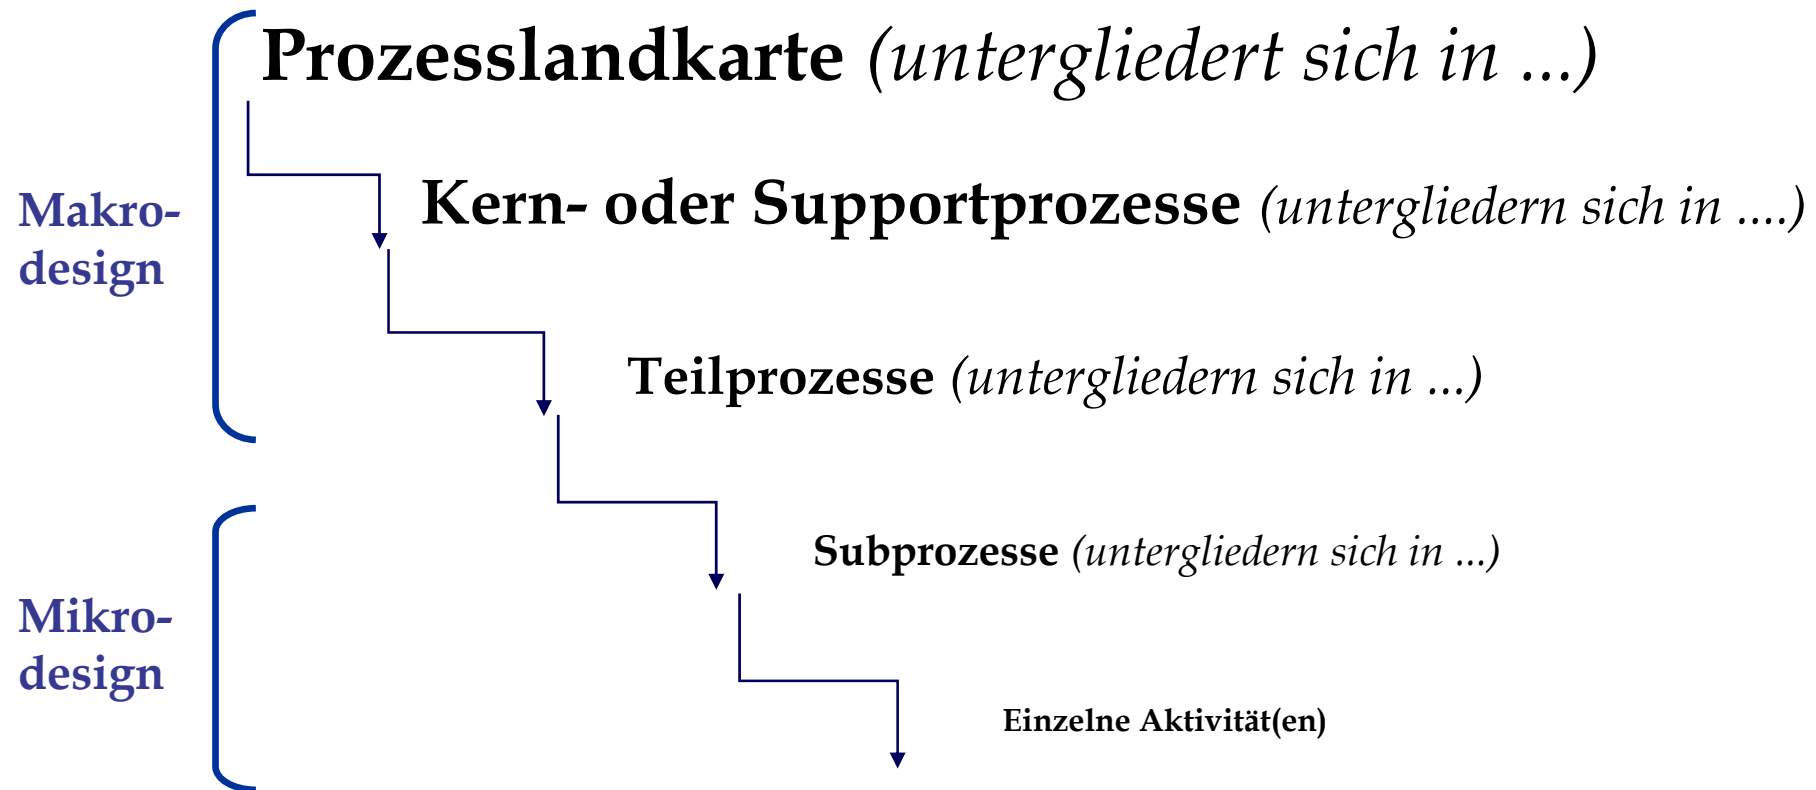 Prozesslandkarte (untergliedert sich in ...)
Kern- oder Supportprozesse (untergliedern sich in ....)
Makro-
design
Teilprozesse (untergliedern sich in ...)
Subprozesse (untergliedern sich in ...)
Mikro-
design
Einzelne Aktivität(en)